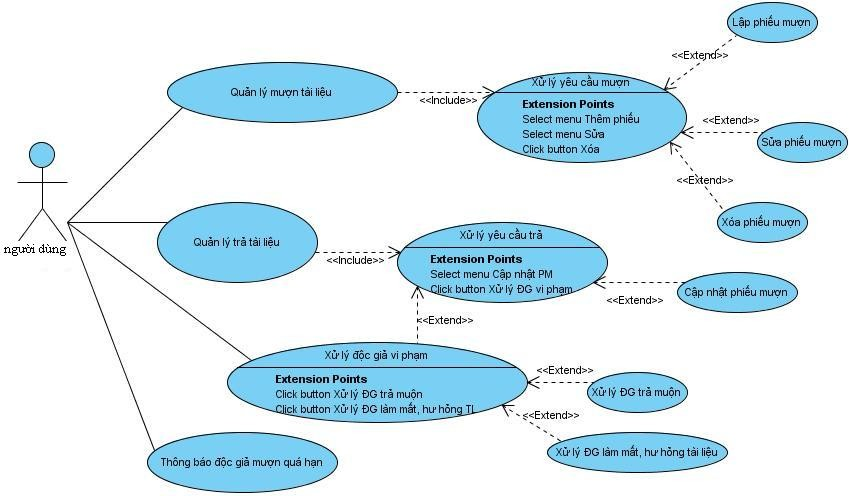 Lập phiếu mượn
<<Extend>>
Xử lý yêu cầu mượn
Quản lý mượn tài liệu
<<Include>>
Extension Points
Select menu Thêm phiếu
Select menu Sửa
Click button Xóa
<<Extend>>
Sửa phiếu mượn
<<Extend>>
Xóa phiếu mượn
người dùng
Quản lý trả tài liệu
<<Include>>
Xử lý yêu cầu trả
Extension Points
Select menu Cập nhật PM
Click button Xử lý ĐG vi phạm
Cập nhật phiếu mượn
<<Extend>>
<<Extend>>
Xử lý độc giả vi phạm
Extension Points
Click button Xử lý ĐG trả muộn
Click button Xử lý ĐG làm mất, hư hỏng TL
<<Extend>>
Xử lý ĐG trả muộn
<<Extend>>
Xử lý ĐG làm mất, hư hỏng tài liệu
Thông báo độc giả mượn quá hạn